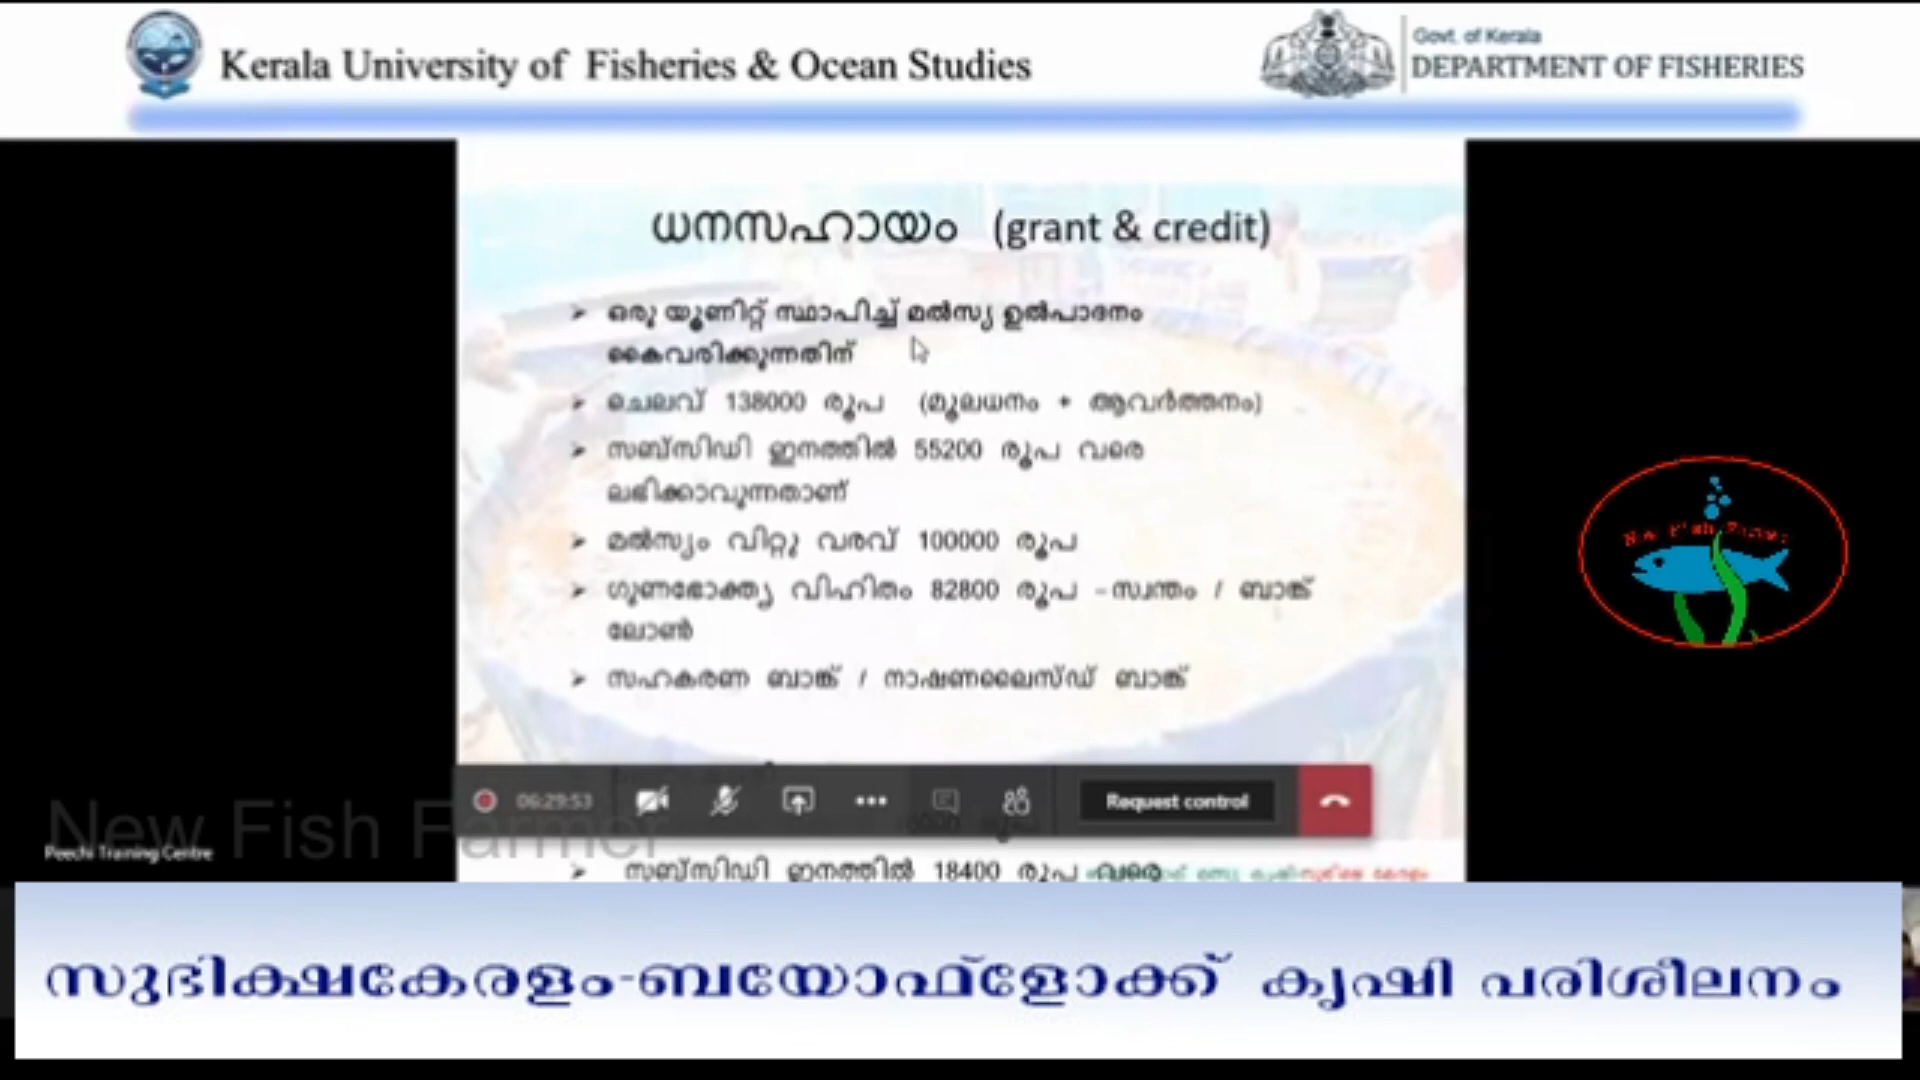 Kerala University of Fisheries & Ocean Studies
Govt. of Kerala
DEPARTMENT OF FISHERIES
ധനസഹായം (grant & credit)
➢ ഒരു യൂണിറ്റ് സ്ഥാപിച്ച് മൽസ്യ ഉൽപാദനം
കൈവരിക്കുന്നതിന്
➢ ചെലവ് 138000 രൂപ (മൂലധനം + ആവർത്തനം)
➢ സബ്സിഡി ഇനത്തിൽ 55200 രൂപ വരെ
ലഭിക്കാവുന്നതാണ്
➢ മൽസ്യം വിറ്റു വരവ് 100000 രൂപ
➢ ഗുണഭോക്തൃ വിഹിതം 82800 രൂപ -സ്വന്തം / ബാങ്ക്
ലോൺ
➢ സഹകരണ ബാങ്ക് / നാഷണലൈസ്ഡ് ബാങ്ക്
New Fish Farmer
06:29:53
Request control
New Fish Farmer
Peechi Training Centre
➢ സബ്സിഡി ഇനത്തിൽ 18400 രൂപ വരെ
സുഭിക്ഷകേരളം-ബയോഫ്ളോക്ക് കൃഷി പരിശീലനം